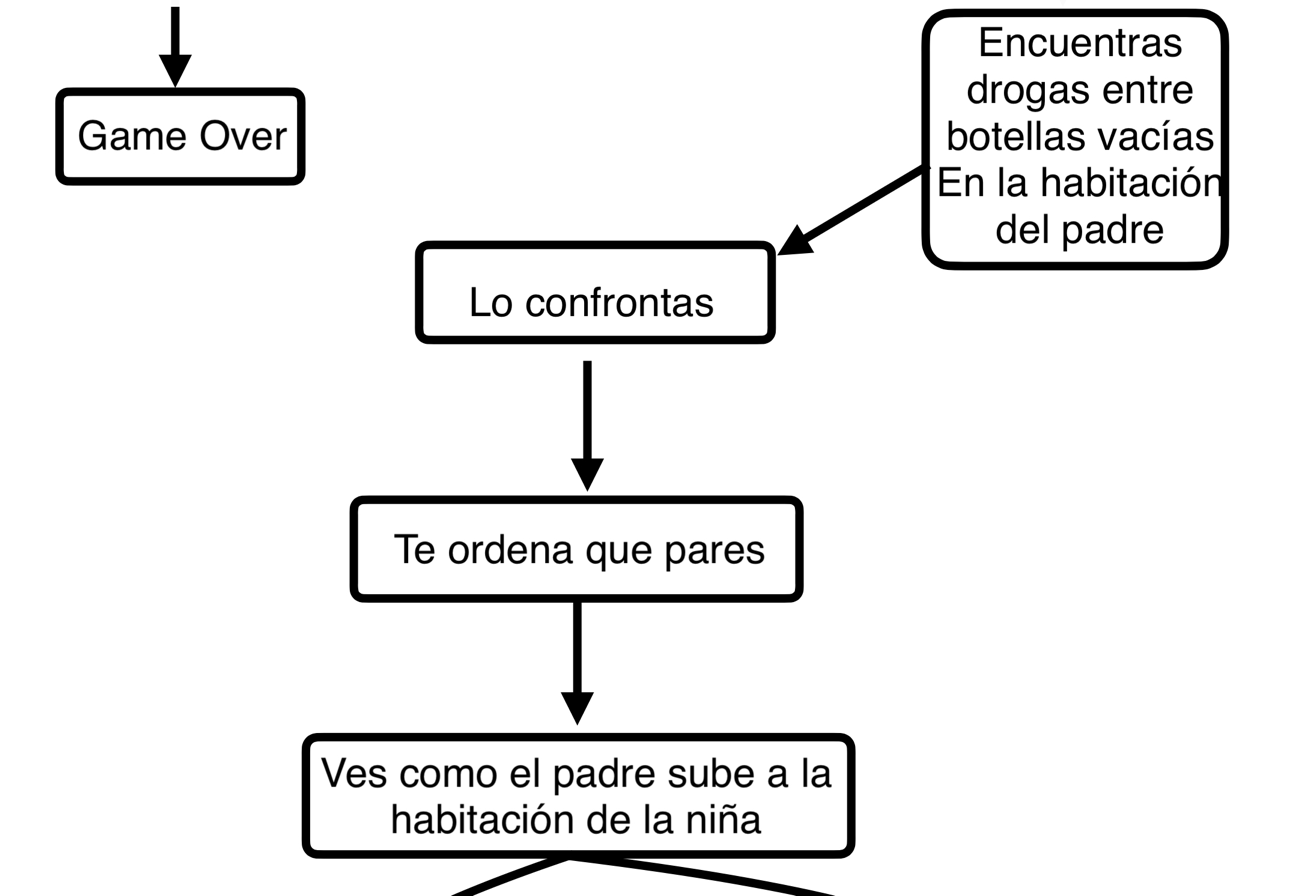 Game Over
Encuentras
drogas entre
botellas vacías
En la habitación
del padre
Lo confrontas
Te ordena que pares
Ves como el padre sube a la
habitación de la niña